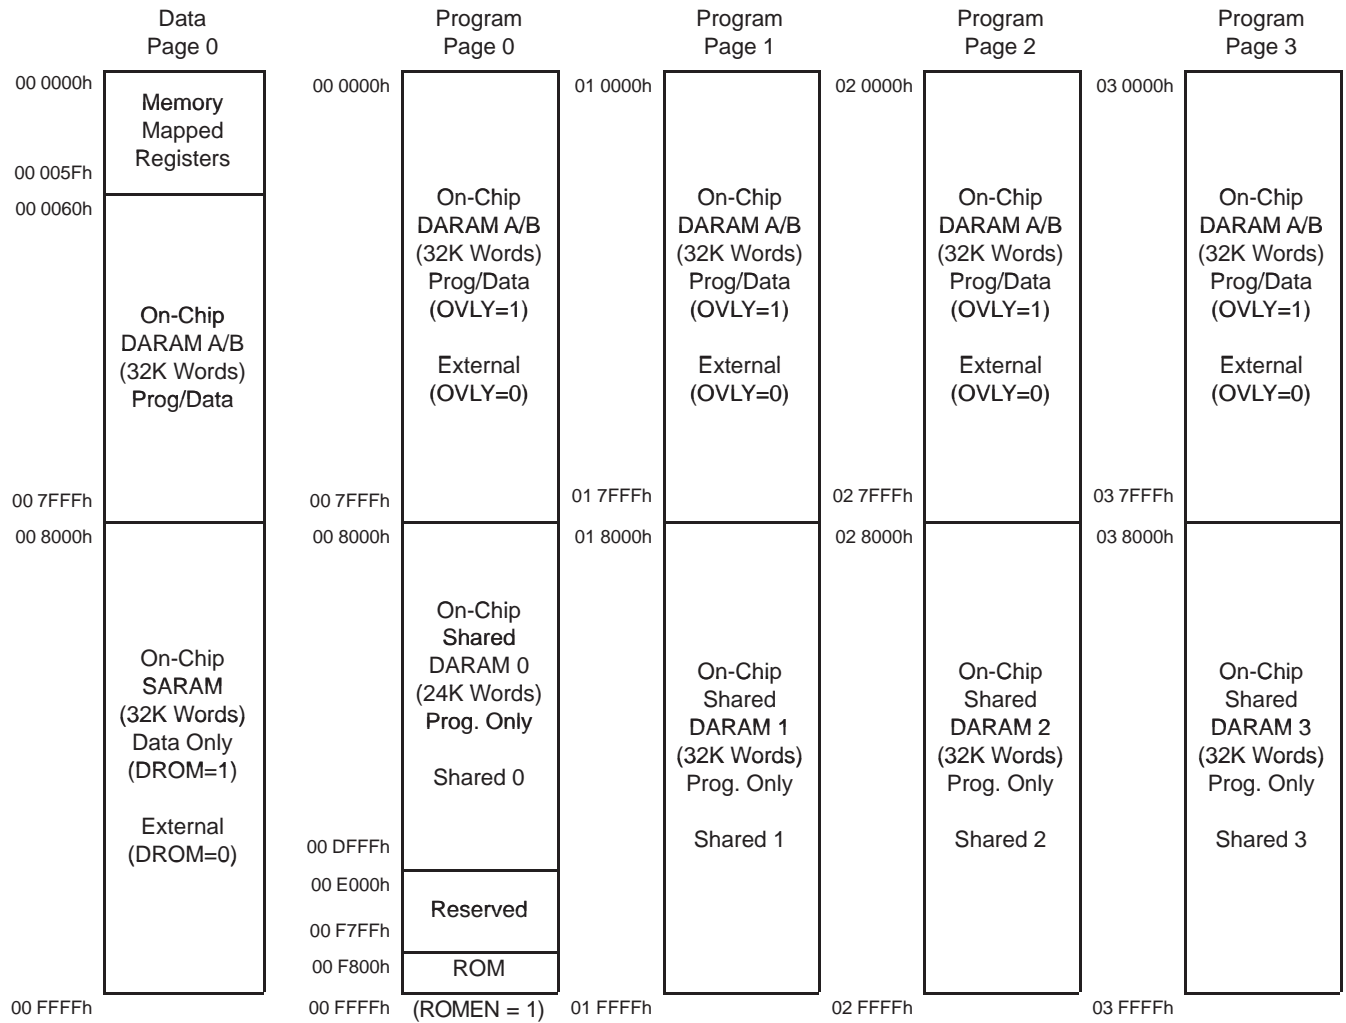 Data
Page 0
00 0000h
Memory
Mapped
Registers
00 005Fh
00 0060h
On-Chip
DARAM A/B
(32K Words)
Prog/Data
00 7FFFh
00 8000h
On-Chip
SARAM
(32K Words)
Data Only
(DROM=1)
External
(DROM=0)
00 FFFFh
Program
Page 0
00 0000h
On-Chip
DARAM A/B
(32K Words)
Prog/Data
(OVLY=1)
External
(OVLY=0)
00 7FFFh
00 8000h
On-Chip
Shared
DARAM 0
(24K Words)
Prog. Only
Shared 0
00 DFFFh
00 E000h
Reserved
00 F7FFh
00 F800h
ROM
00 FFFFh
(ROMEN = 1)
Program
Page 1
01 0000h
On-Chip
DARAM A/B
(32K Words)
Prog/Data
(OVLY=1)
External
(OVLY=0)
01 7FFFh
01 8000h
On-Chip
Shared
DARAM 1
(32K Words)
Prog. Only
Shared 1
01 FFFFh
Program
Page 2
02 0000h
On-Chip
DARAM A/B
(32K Words)
Prog/Data
(OVLY=1)
External
(OVLY=0)
02 7FFFh
02 8000h
On-Chip
Shared
DARAM 2
(32K Words)
Prog. Only
Shared 2
02 FFFFh
Program
Page 3
03 0000h
On-Chip
DARAM A/B
(32K Words)
Prog/Data
(OVLY=1)
External
(OVLY=0)
03 7FFFh
03 8000h
On-Chip
Shared
DARAM 3
(32K Words)
Prog. Only
Shared 3
03 FFFFh